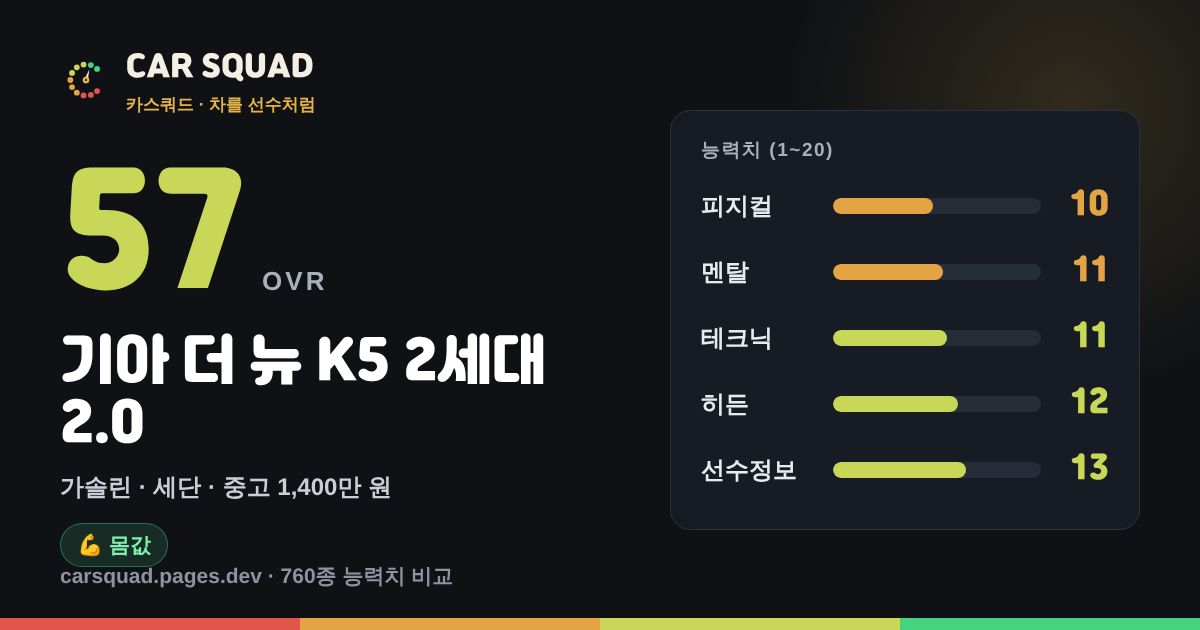 CAR SQUAD
카스쿼드 · 차를 선수처럼
57 OVR
기아 더 뉴 K5 2세대
2.0
가솔린 · 세단 · 중고 1,400만 원
💪 몸값
carsquad.pages.dev · 760종 능력치 비교
능력치 (1~20)
피지컬 10
멘탈 11
테크닉 11
히든 12
선수정보 13